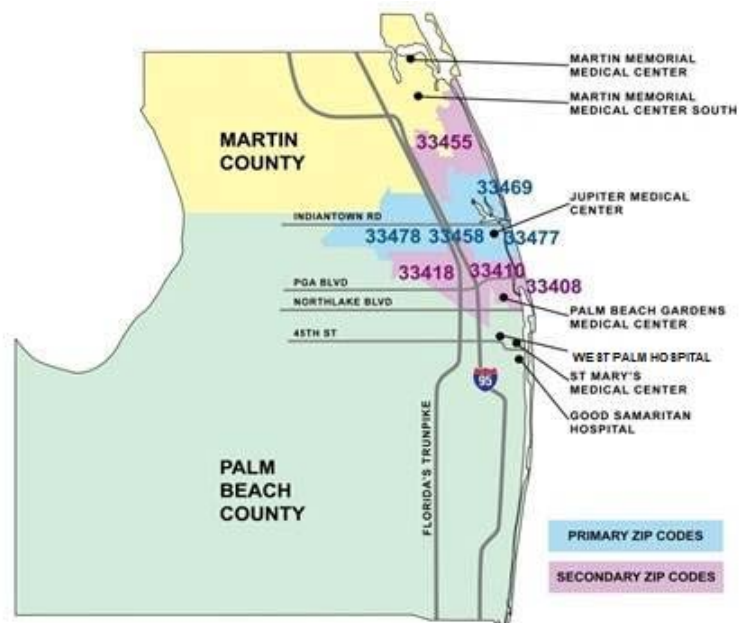 MARTIN MEMORIAL
MEDICAL CENTER
MARTIN MEMORIAL
MEDICAL CENTER SOUTH
MARTIN
COUNTY
33455
33469
JUPITER MEDICAL
CENTER
INDIANTOWN RD
33478
33458
33477
33418
33410
33408
PGA BLVD
NORTHLAKE BLVD
PALM BEACH GARDENS
MEDICAL CENTER
45TH ST
WEST PALM HOSPITAL
ST MARY'S
MEDICAL CENTER
95
GOOD SAMARITAN
HOSPITAL
FLORIDA'S TRUNPIKE
PALM
BEACH
COUNTY
PRIMARY ZIP CODES
SECONDARY ZIP CODES